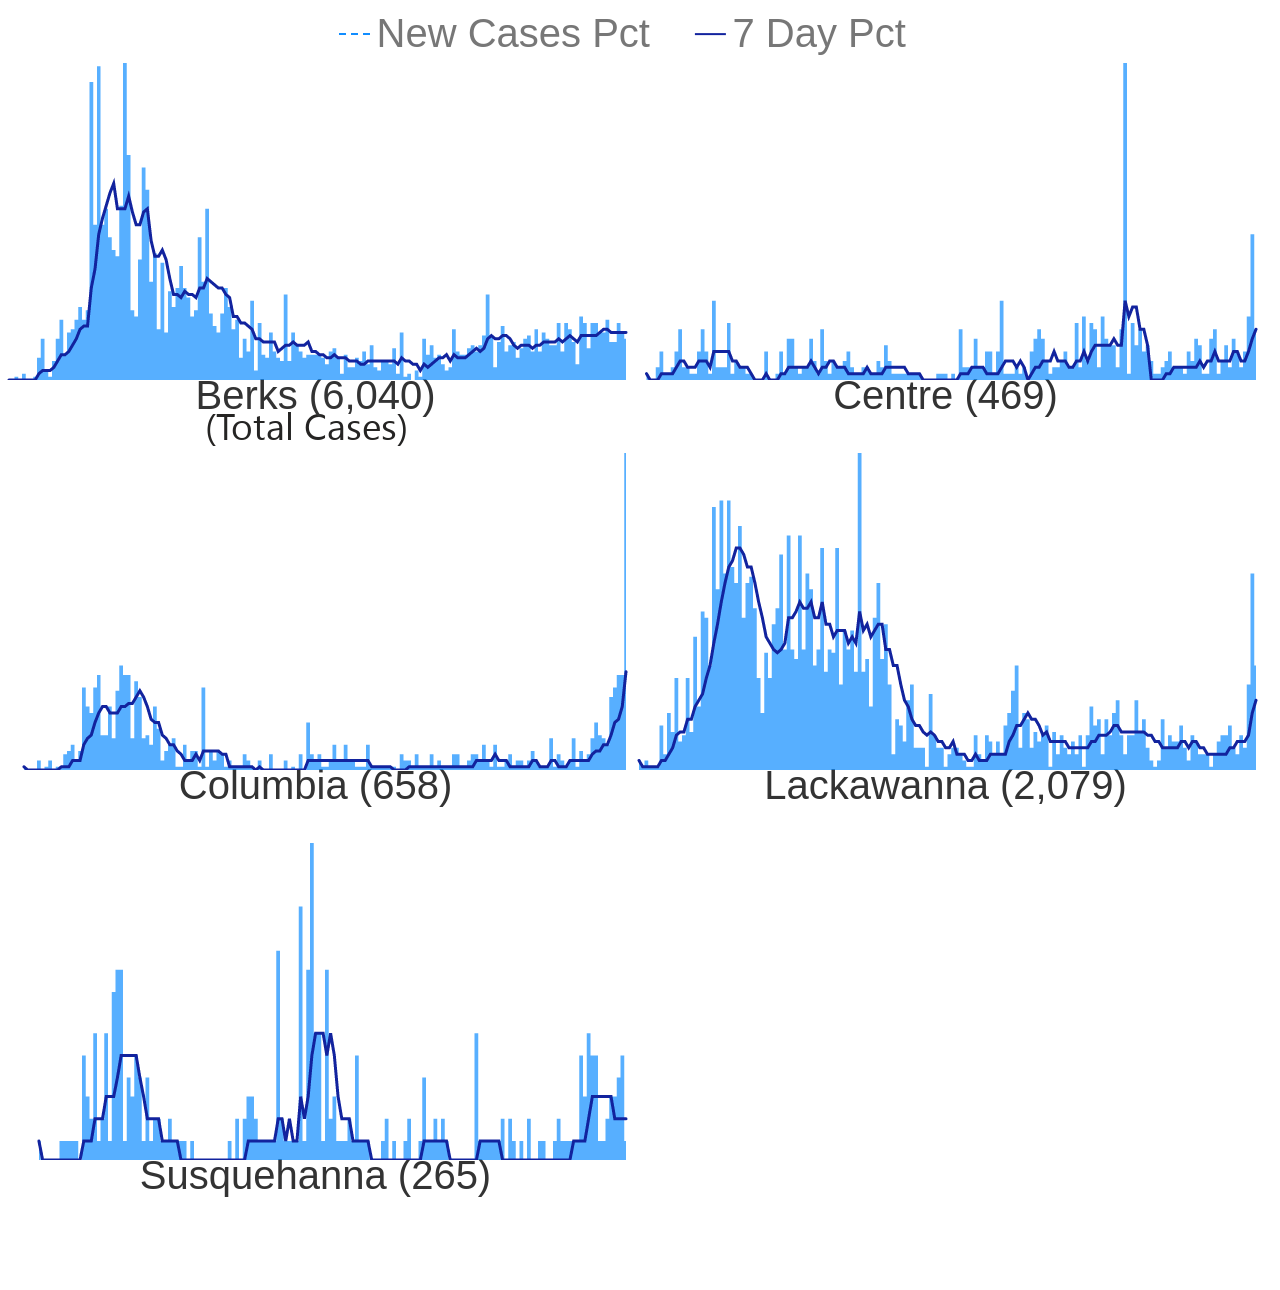 New Cases Pct 7 Day Pct
Berks (6,040)
(Total Cases)
Centre (469)
Columbia (658)
Lackawanna (2,079)
Susquehanna (265)